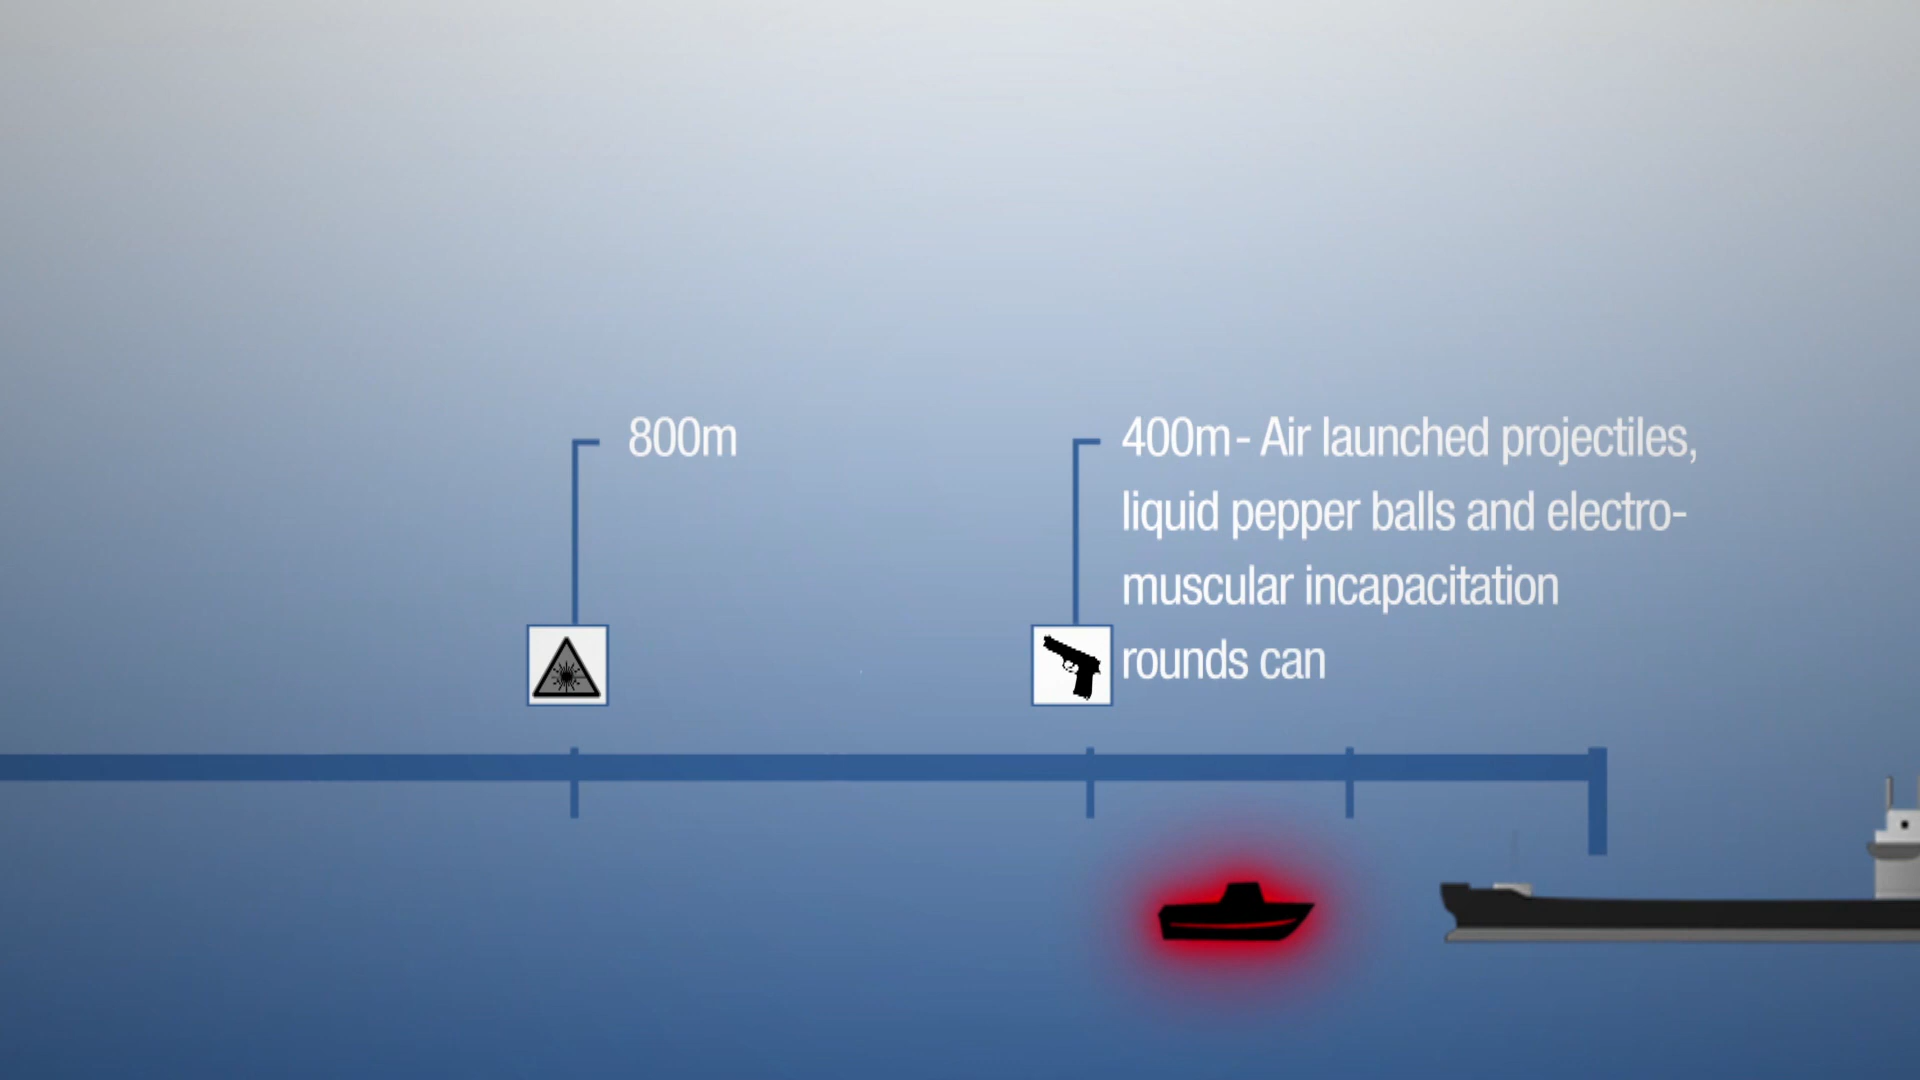 800m
400m- Air launched projectiles,
liquid pepper balls and electro-
muscular incapacitation
rounds can